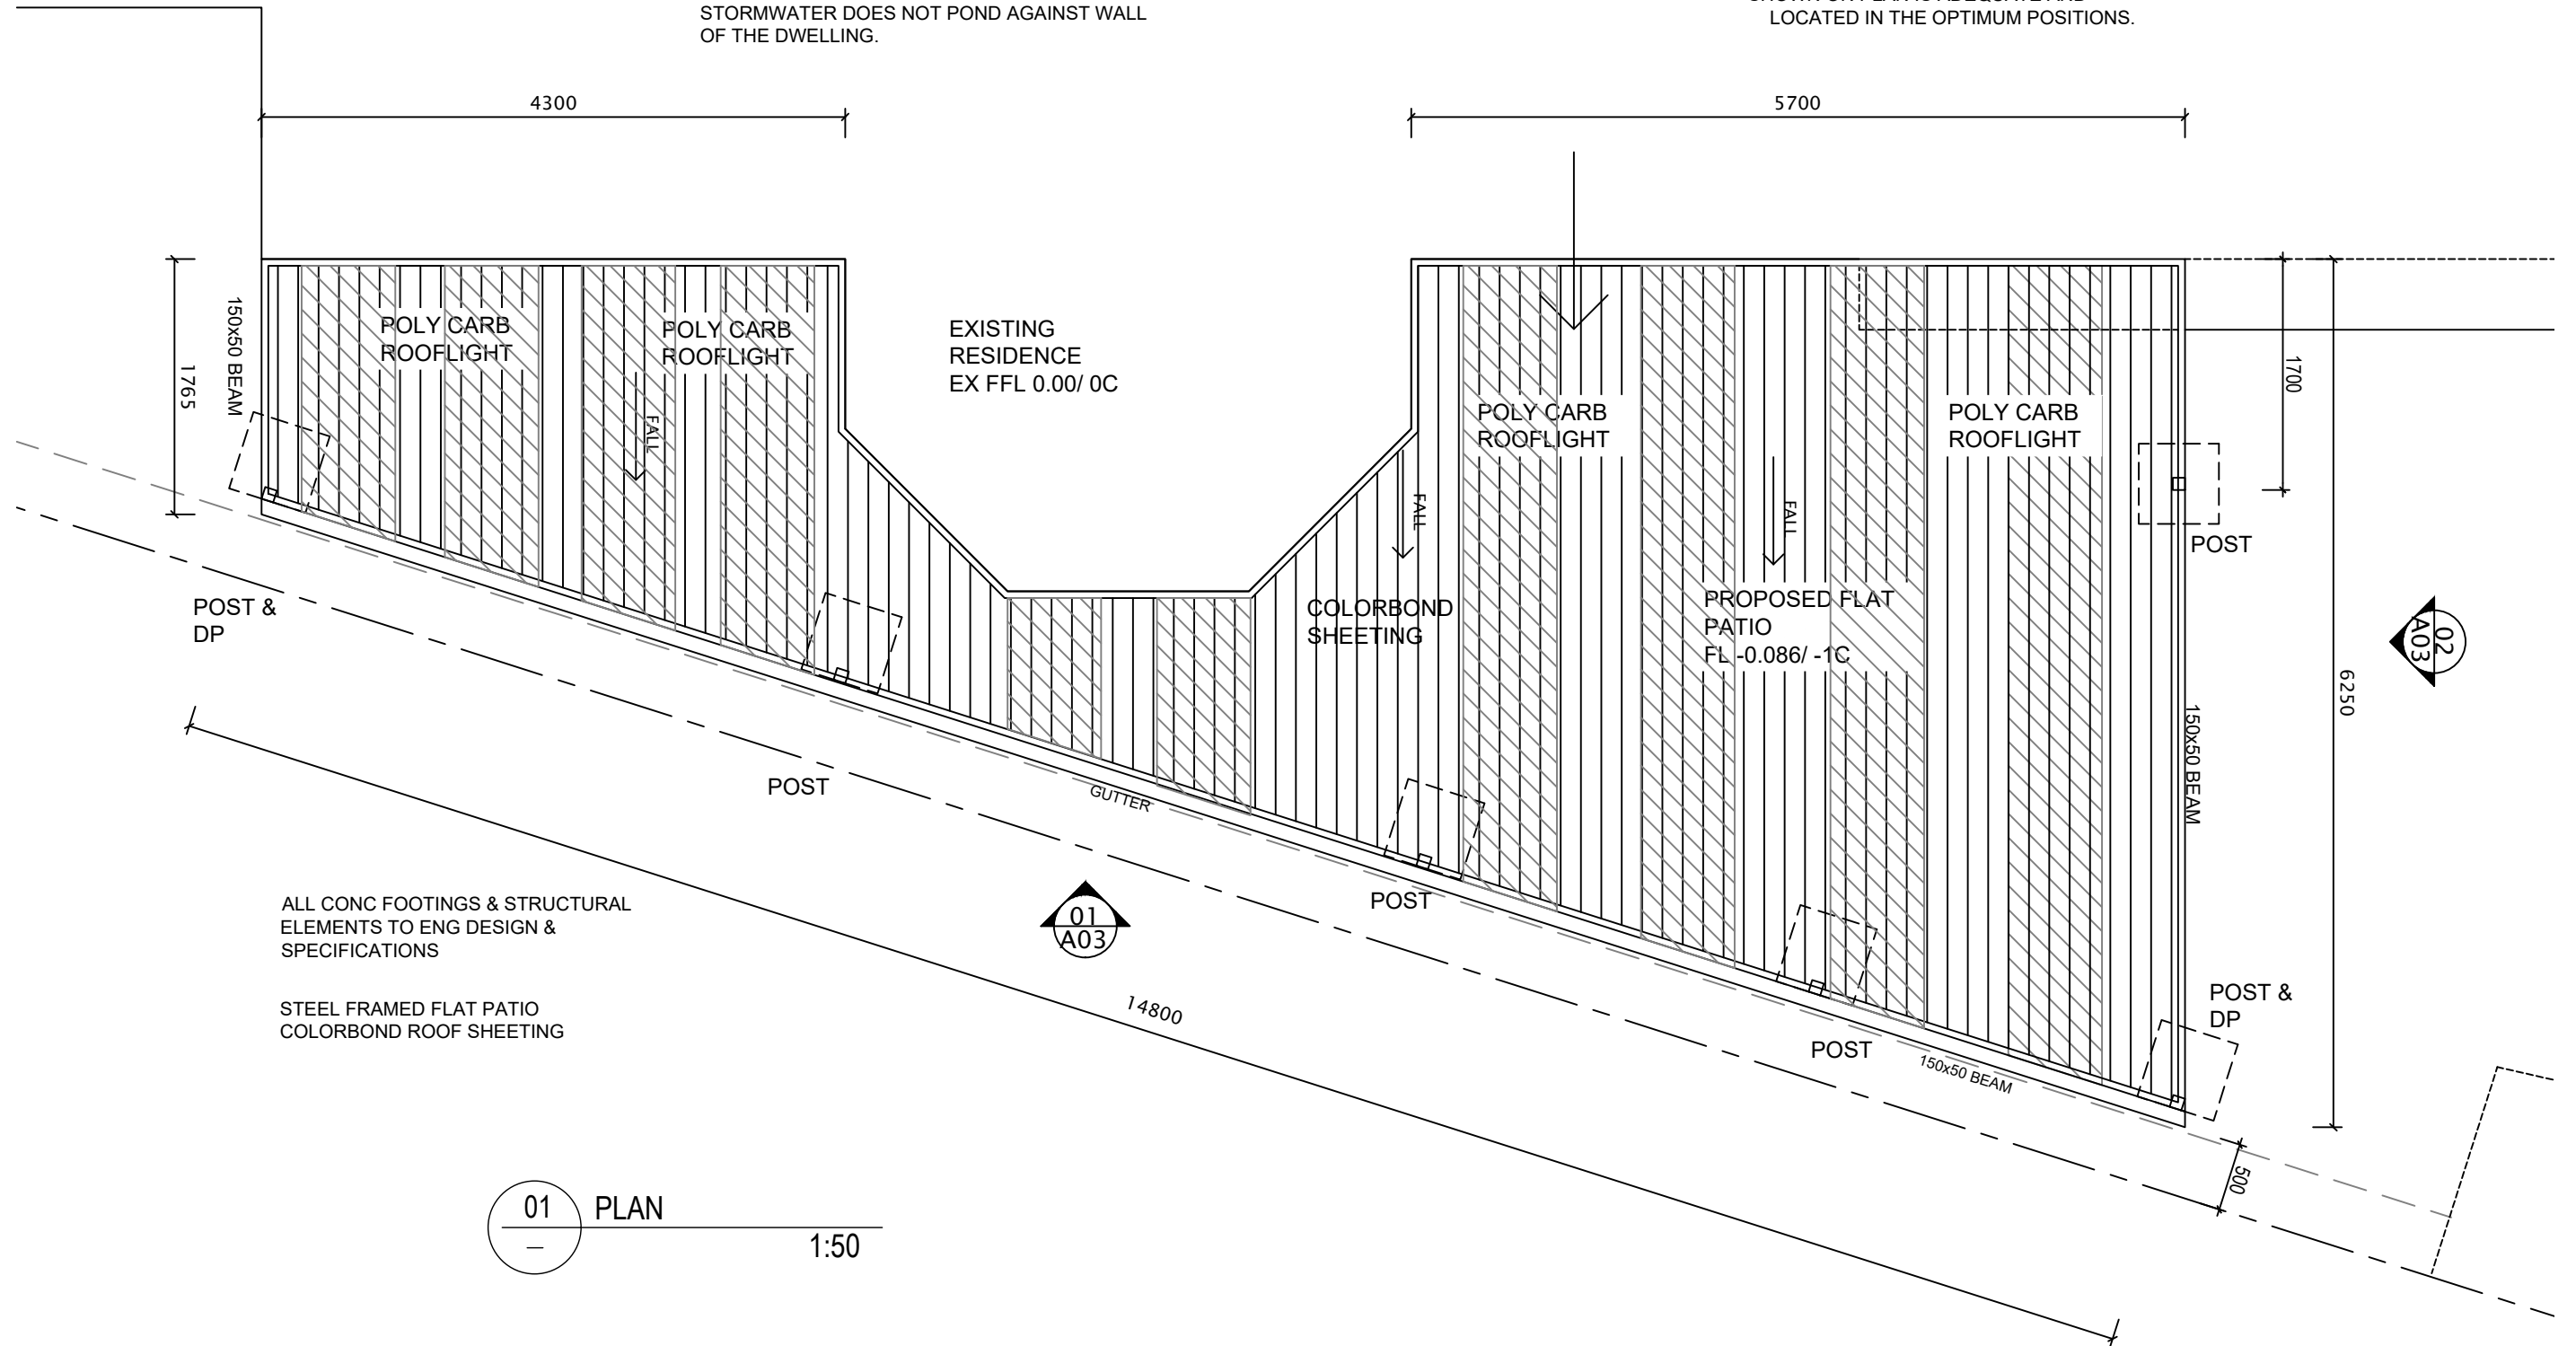 STORMWATER DOES NOT POND AGAINST WALL
OF THE DWELLING.
LOCATED IN THE OPTIMUM POSITIONS.
4300
5700
1765
150x50 BEAM
POLY CARB
ROOFLIGHT
POLY CARB
ROOFLIGHT
FALL
EXISTING
RESIDENCE
EX FFL 0.00/ 0C
POLY CARB
ROOFLIGHT
POLY CARB
ROOFLIGHT
1700
FALL
FALL
POST
POST &
DP
COLORBOND
SHEETING
PROPOSED FLAT
PATIO
FL -0.086/ -1C
02
A03
6250
150x50 BEAM
POST
GUTTER
POST
01
A03
ALL CONC FOOTINGS & STRUCTURAL
ELEMENTS TO ENG DESIGN &
SPECIFICATIONS
STEEL FRAMED FLAT PATIO
COLORBOND ROOF SHEETING
14800
POST
150x50 BEAM
POST &
DP
500
01
PLAN
–
1:50